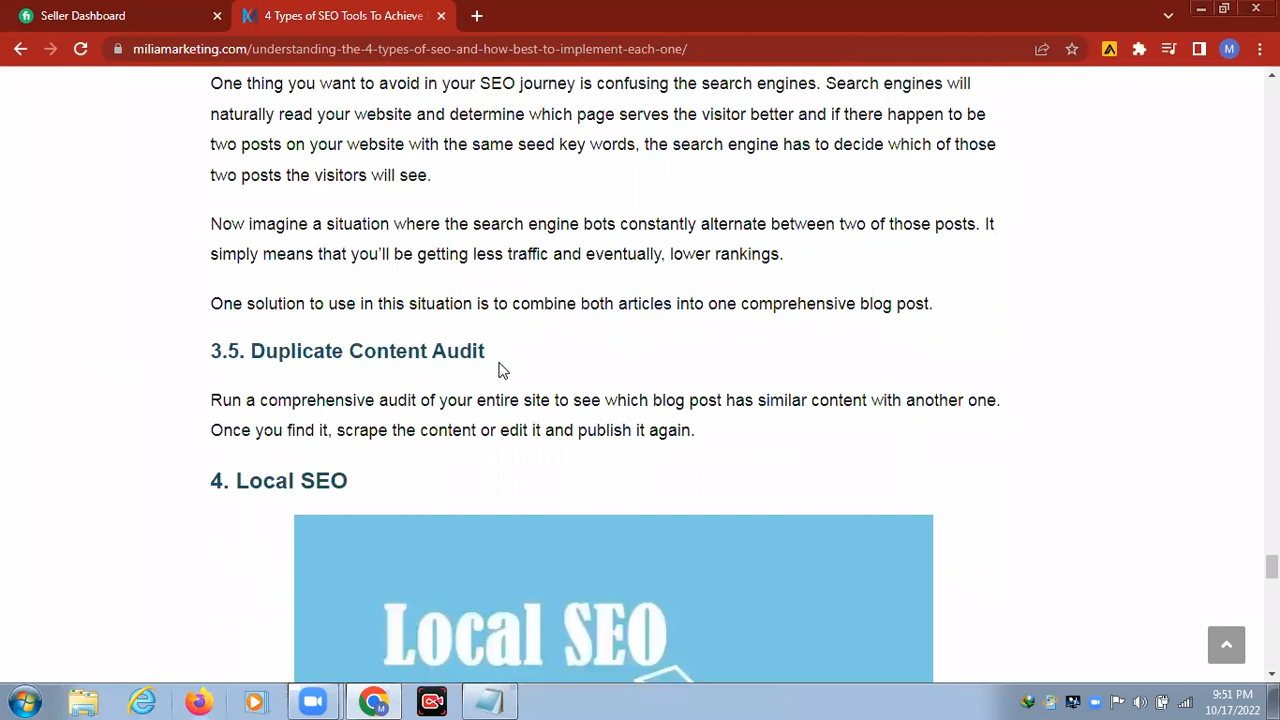 Seller Dashboard
4 Types of SEO Tools To Achieve
miliamarketing.com/understanding-the-4-types-of-seo-and-how-best-to-implement-each-one/
M
One thing you want to avoid in your SEO journey is confusing the search engines. Search engines will
naturally read your website and determine which page serves the visitor better and if there happen to be
two posts on your website with the same seed key words, the search engine has to decide which of those
two posts the visitors will see.
Now imagine a situation where the search engine bots constantly alternate between two of those posts. It
simply means that you'll be getting less traffic and eventually, lower rankings.
One solution to use in this situation is to combine both articles into one comprehensive blog post.
3.5. Duplicate Content Audit
Run a comprehensive audit of your entire site to see which blog post has similar content with another one.
Once you find it, scrape the content or edit it and publish it again.
4. Local SEO
Local SEO
9:51 PM
10/17/2022